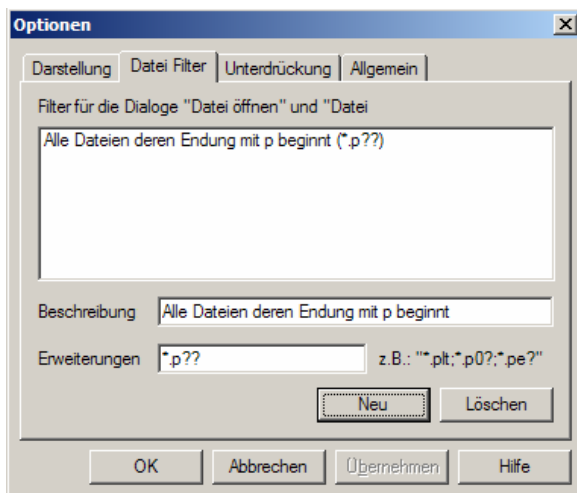 Optionen
Darstellung Datei Filter Unterdrückung Allgemein
Filter für die Dialoge "Datei öffnen" und "Datei
Alle Dateien deren Endung mit p beginnt (*.p??)
Beschreibung Alle Dateien deren Endung mit p beginnt
Erweiterungen *.p?? z.B.: "*.plt;*.p0?;*.pe?"
Neu Löschen
OK Abbrechen Übernehmen Hilfe